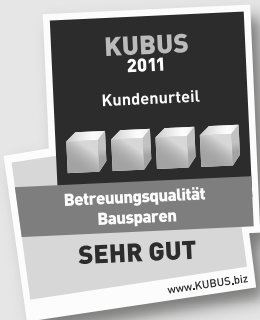 KUBUS
2011
Kundenurteil
Betreuungsqualität
Bausparen
SEHR GUT
www.KUBUS.biz